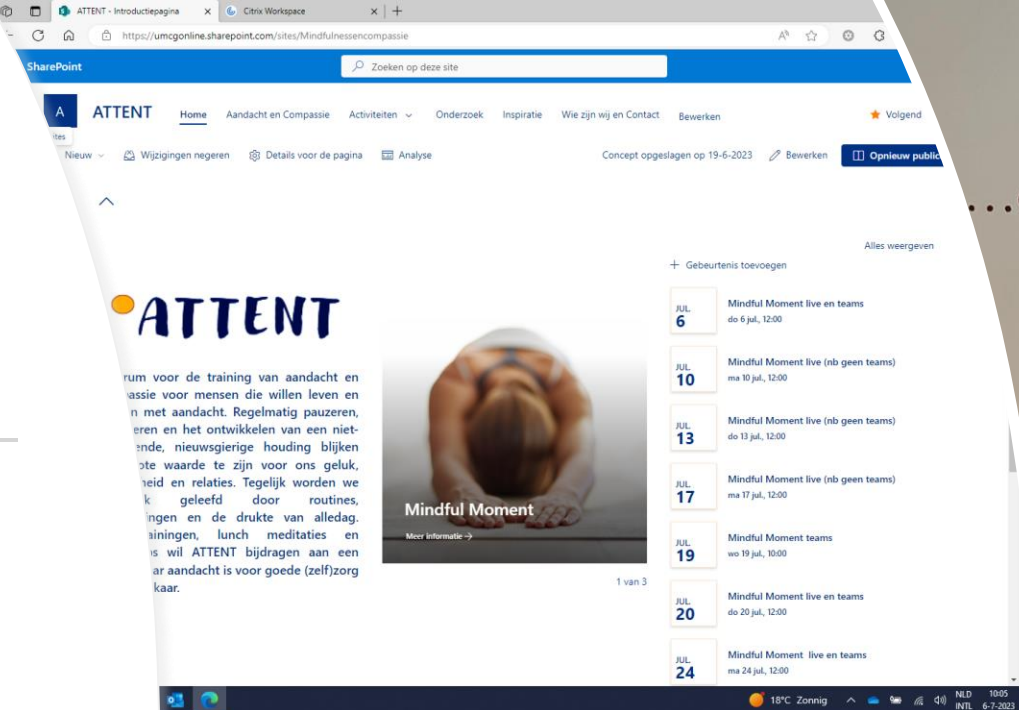 ATTENT - Introductiepagina
Citrix Workspace
https://umcgonline.sharepoint.com/sites/Mindfulnessencompassie
SharePoint
Zoeken op deze site
A
ATTENT
Home
Aandacht en Compassie
Activiteiten
Onderzoek
Inspiratie
Wie zijn wij en Contact
Bewerken
Volgend
ites
Nieuw
Wijzigingen negeren
Details voor de pagina
Analyse
Concept opgeslagen op 19-6-2023
Bewerken
Opnieuw public
Alles weergeven
Gebeurtenis toevoegen
ATTENT
rum voor de training van aandacht en
assie voor mensen die willen leven en
n met aandacht. Regelmatig pauzeren,
eren en het ontwikkelen van een niet-
ende, nieuwsgierige houding blijken
ote waarde te zijn voor ons geluk,
heid en relaties. Tegelijk worden we
k geleefd door routines,
ingen en de drukte van alledag.
ainingen, lunch meditaties en
s wil ATTENT bijdragen aan een
ar aandacht is voor goede (zelf)zorg
kaar.
Mindful Moment
Meer informatie
1 van 3
JUL.
6
Mindful Moment live en teams
do 6 jul., 12:00
JUL.
10
Mindful Moment live (nb geen teams)
ma 10 jul., 12:00
JUL.
13
Mindful Moment live (nb geen teams)
do 13 jul., 12:00
JUL.
17
Mindful Moment live (nb geen teams)
ma 17 jul., 12:00
JUL.
19
Mindful Moment teams
wo 19 jul., 10:00
JUL.
20
Mindful Moment live en teams
do 20 jul., 12:00
JUL.
24
Mindful Moment live en teams
ma 24 jul., 12:00
18°C Zonnig
NLD
INTL
10:05
6-7-2023